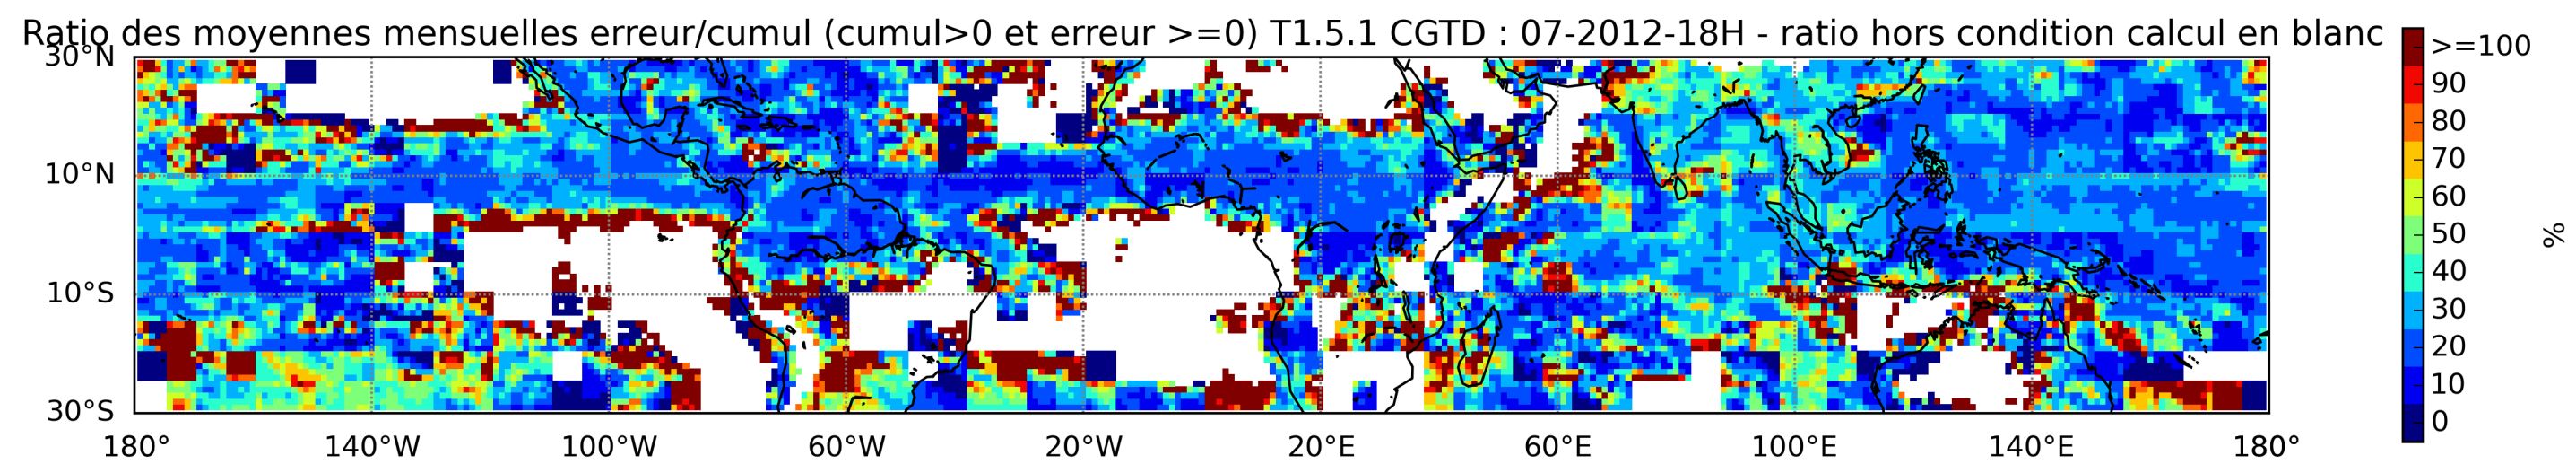 Ratio des moyennes mensuelles erreur/cumul (cumul>0 et erreur >=0) T1.5.1 CGTD : 07-2012-18H - ratio hors condition calcul en blanc
30°N
10°N
10°S
30°S
180°
140°W
100°W
60°W
20°W
20°E
60°E
100°E
140°E
180°
>=100
90
80
70
60
50
40
30
20
10
0
%